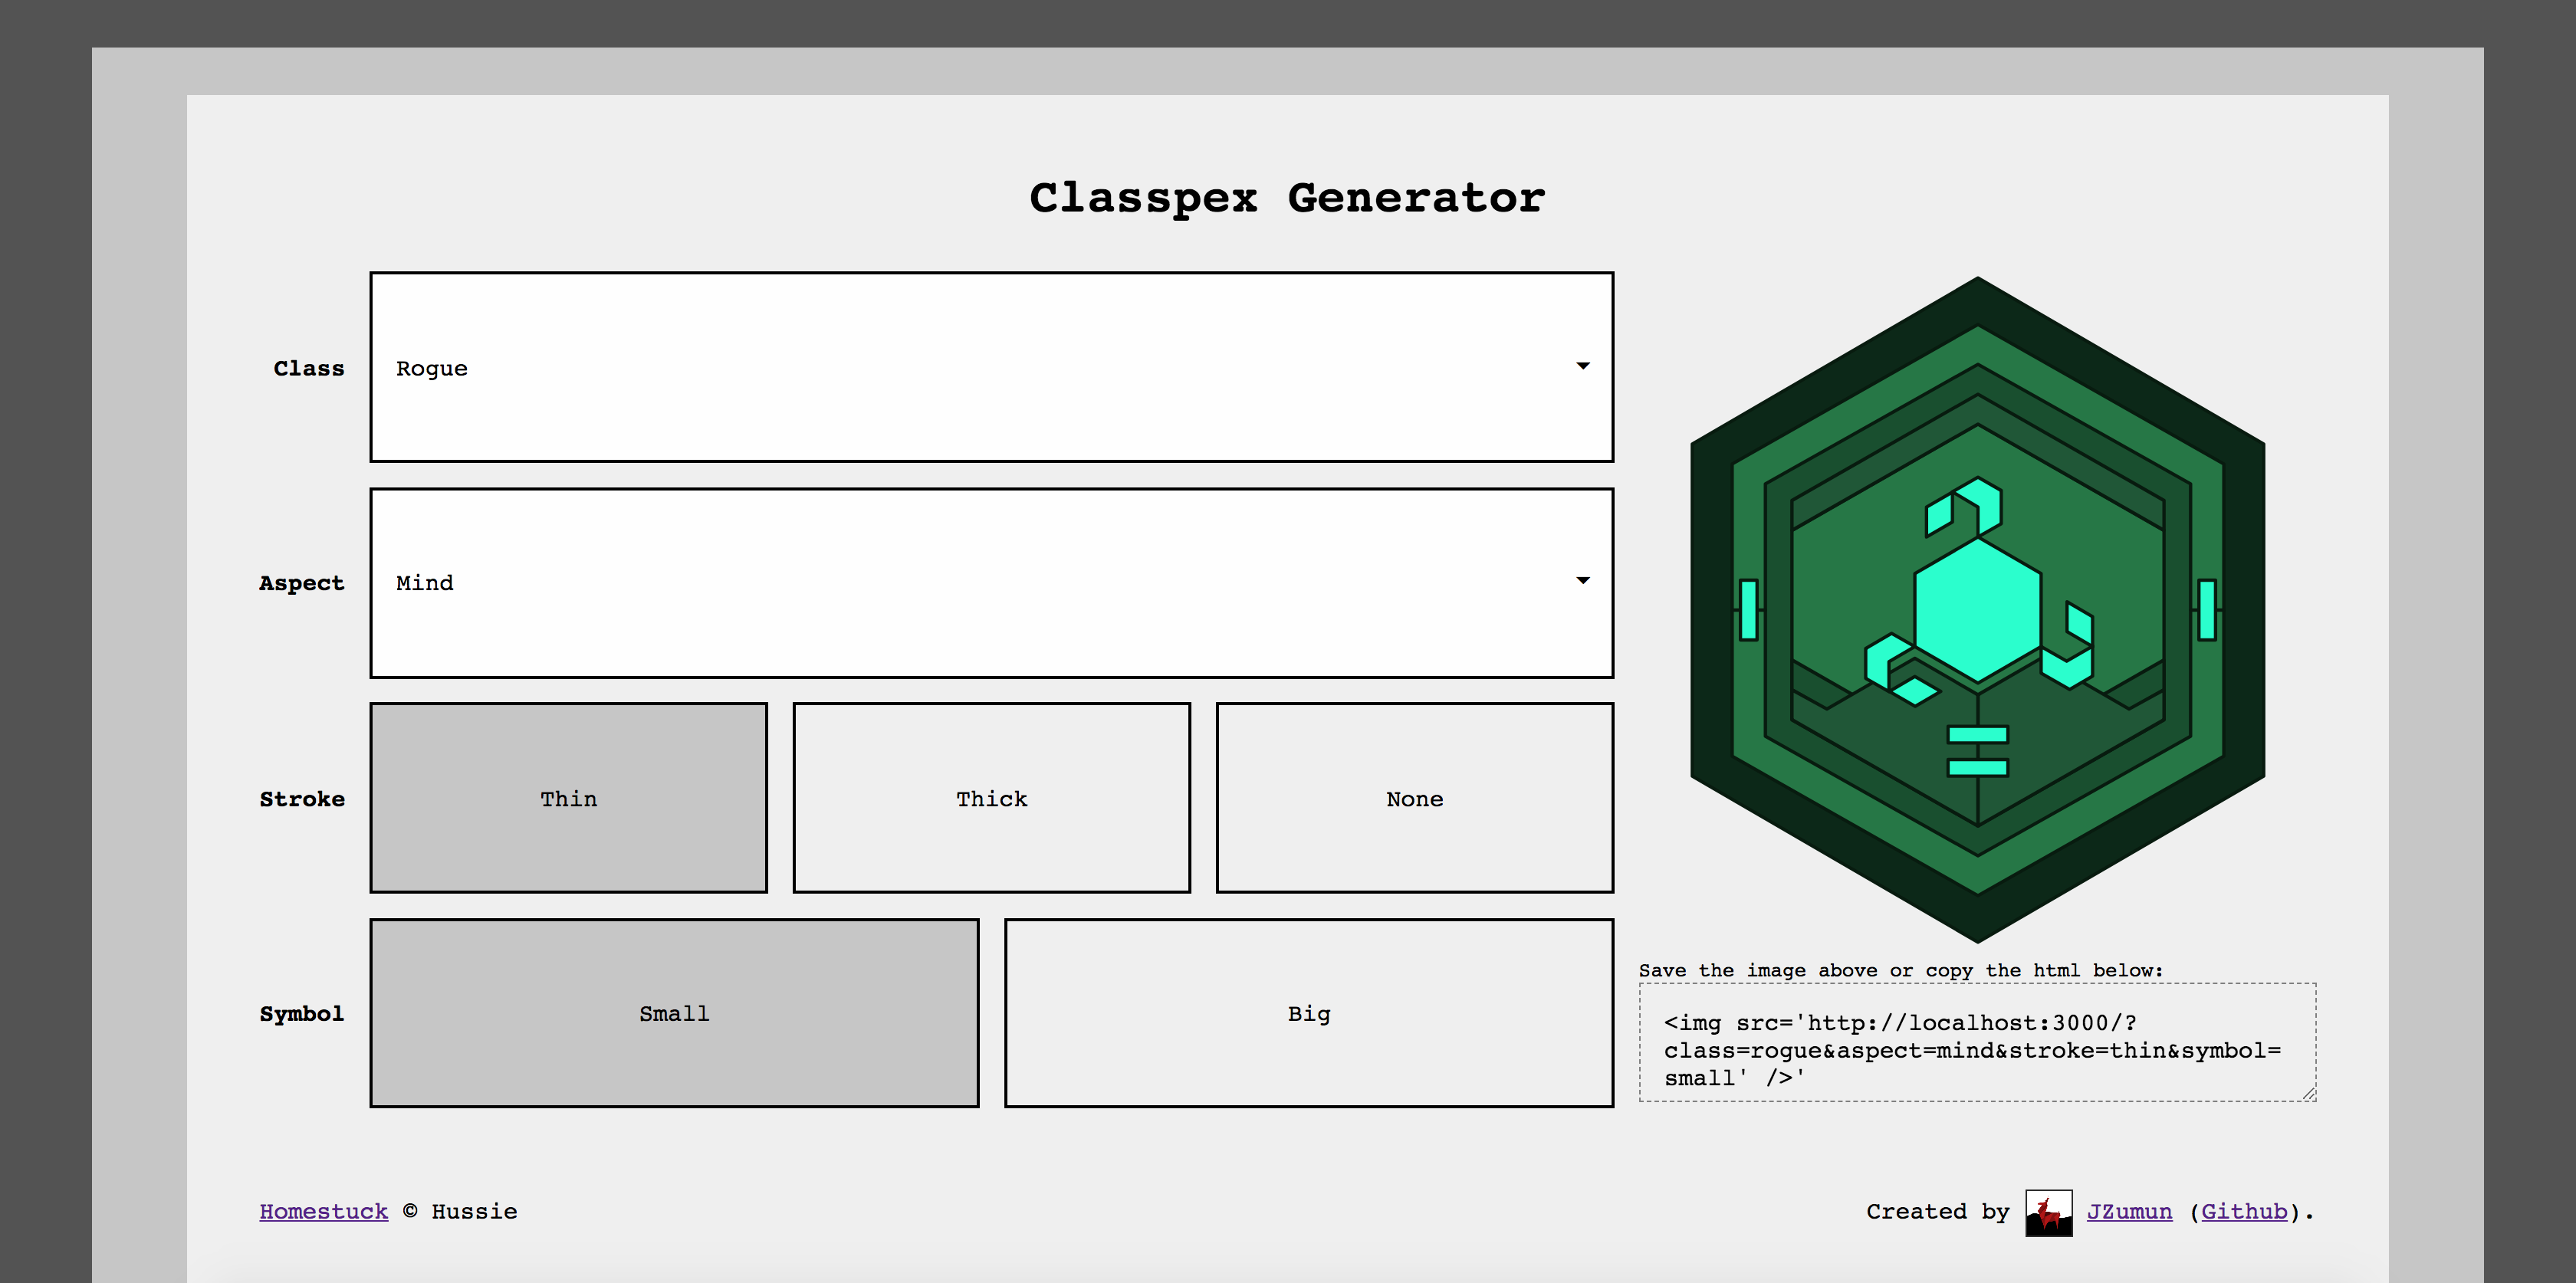 Classpex Generator
Class
Rogue
Aspect
Mind
Stroke
Thin
Thick
None
Symbol
Small
Big
Save the image above or copy the html below:
<img src='http://localhost:3000/?
class=rogue&aspect=mind&stroke=thin&symbol=
small' />'
Homestuck © Hussie
Created by JZumun (Github).